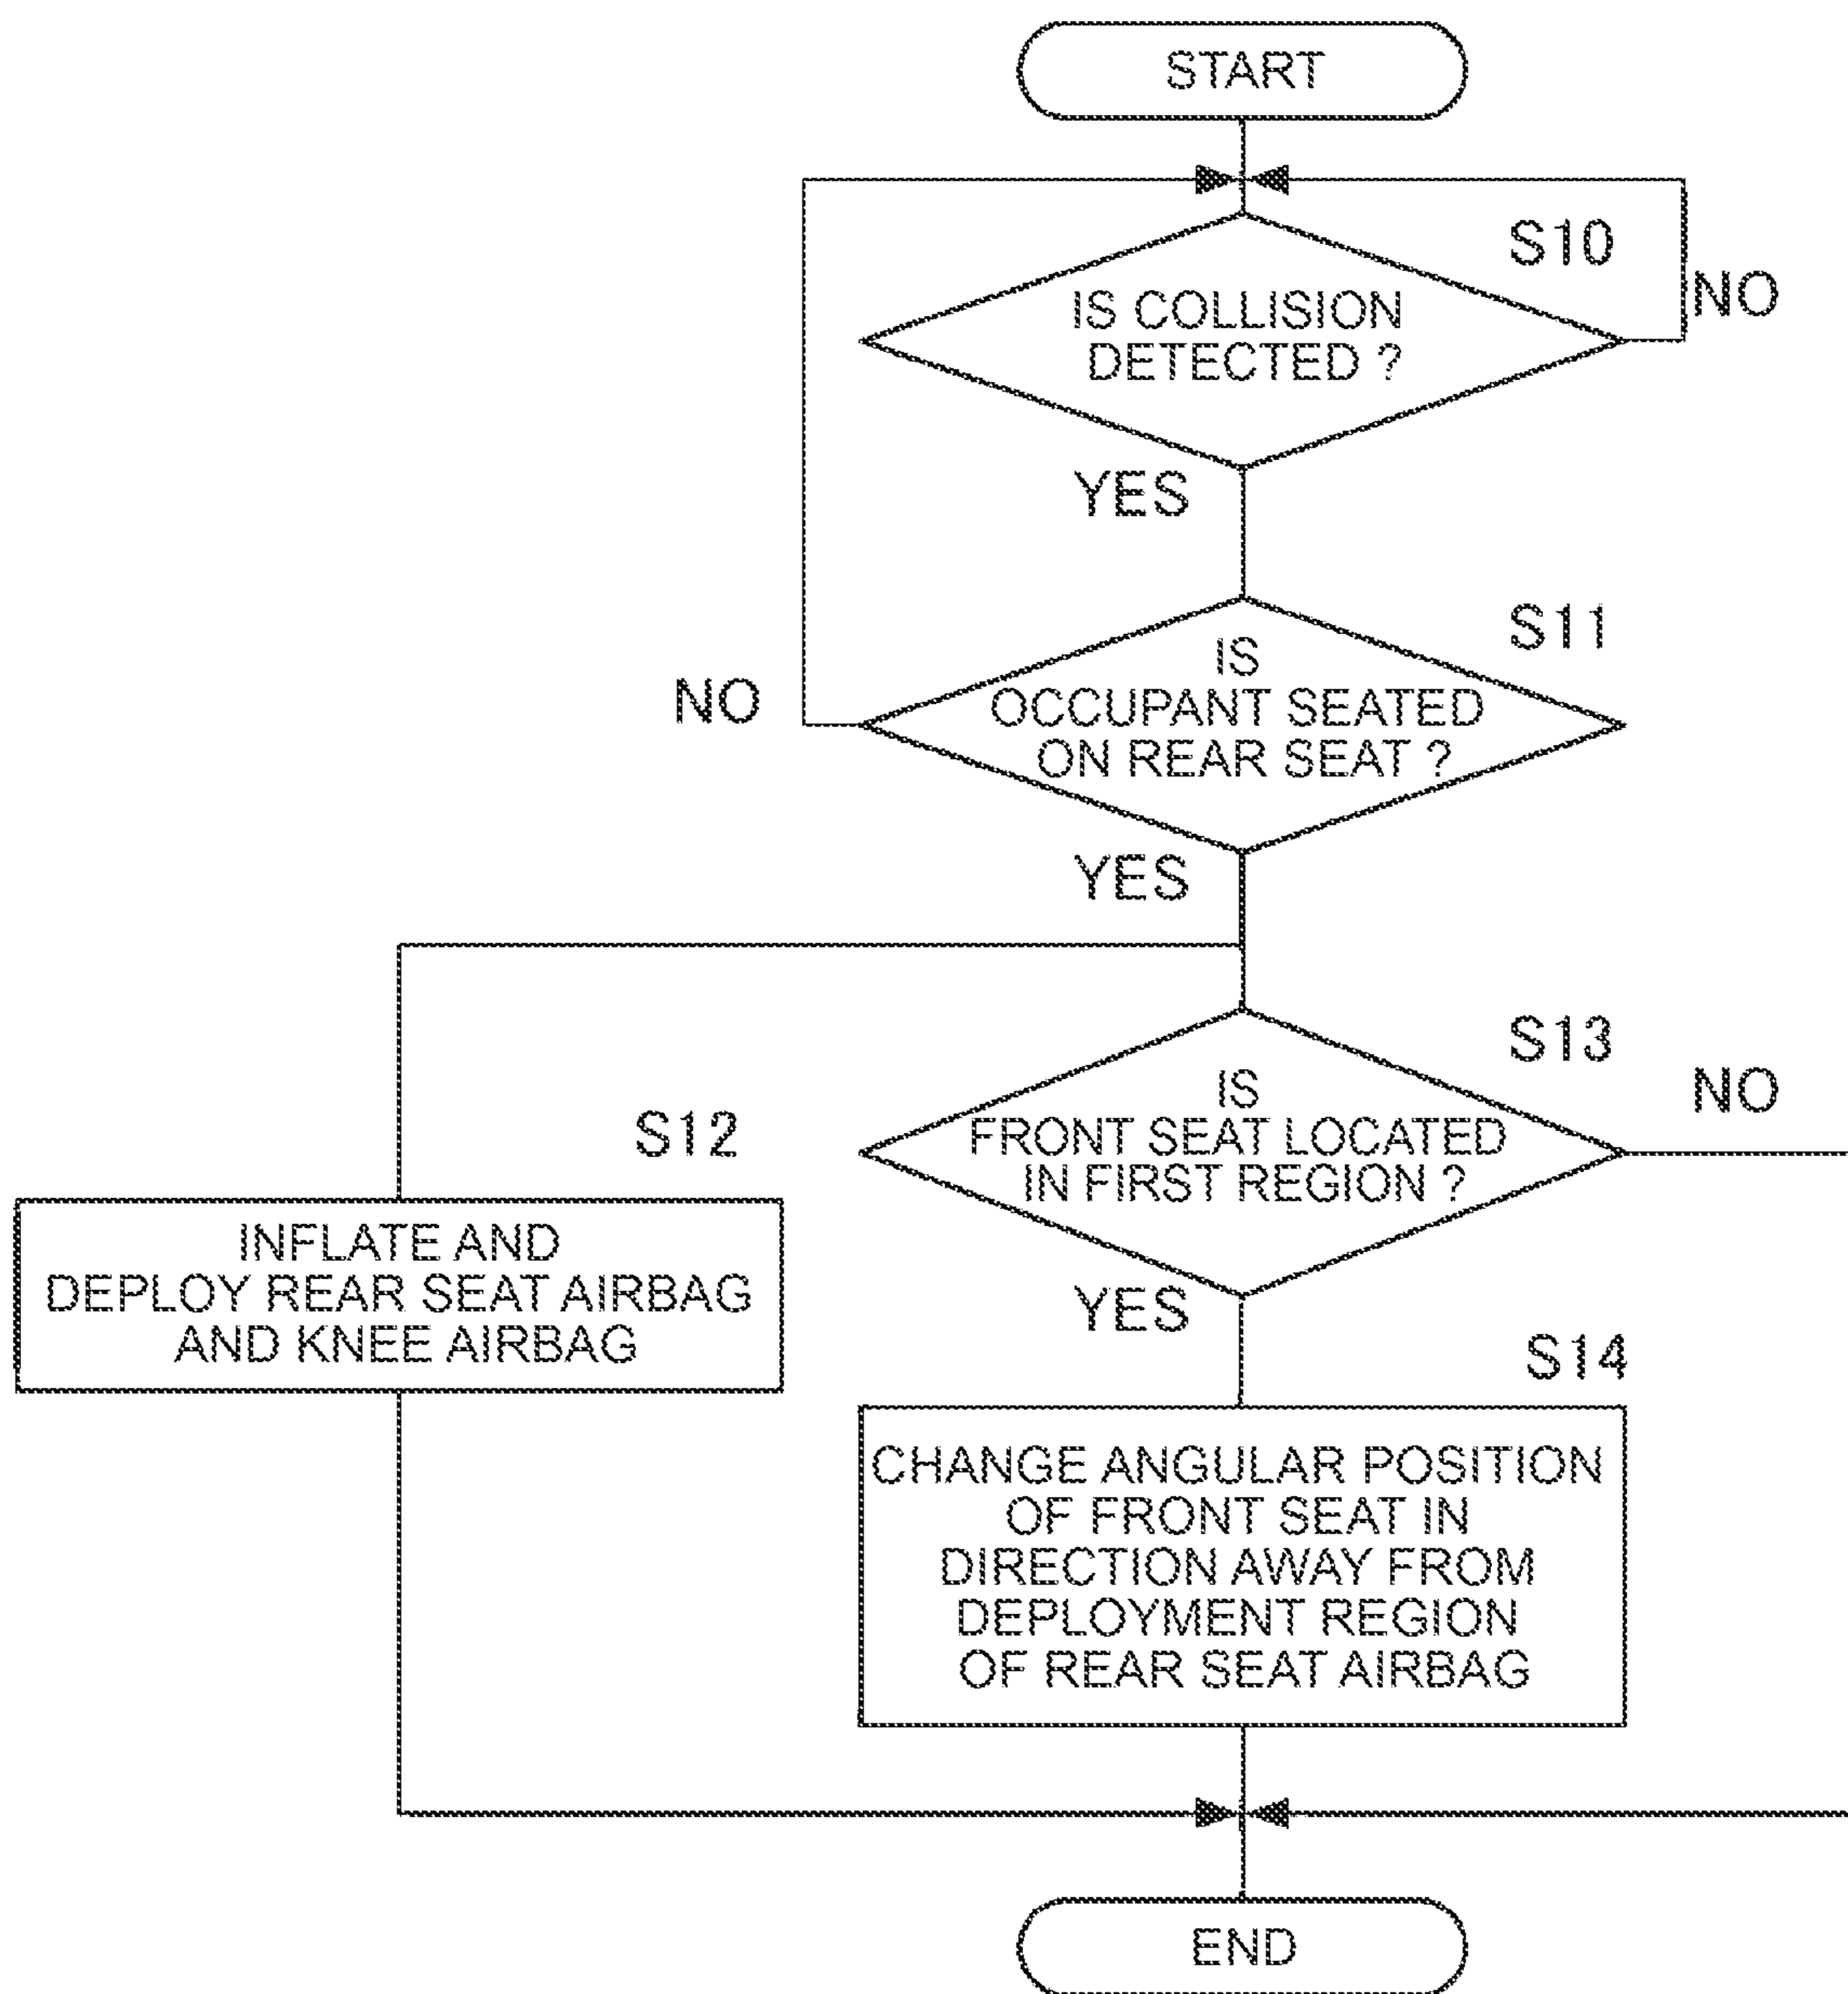 START
S10
IS COLLISION
DETECTED ?
NO
YES
S11
IS
OCCUPANT SEATED
ON REAR SEAT ?
NO
YES
S13
IS
FRONT SEAT LOCATED
IN FIRST REGION ?
NO
YES
S12
INFLATE AND
DEPLOY REAR SEAT AIRBAG
AND KNEE AIRBAG
S14
CHANGE ANGULAR POSITION
OF FRONT SEAT IN
DIRECTION AWAY FROM
DEPLOYMENT REGION
OF REAR SEAT AIRBAG
END